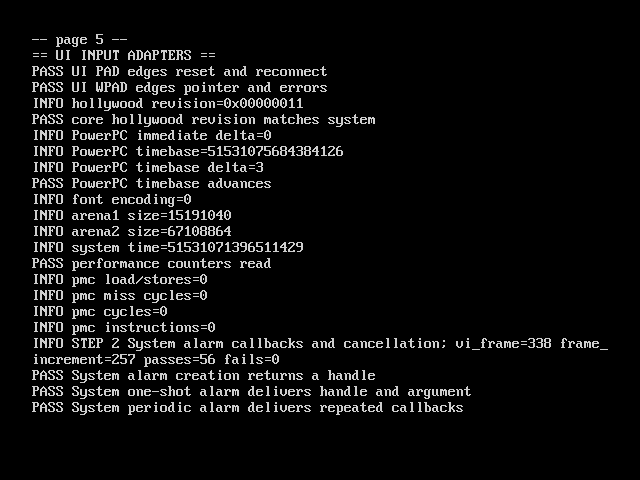 -- page 5 --
== UI INPUT ADAPTERS ==
PASS UI PAD edges reset and reconnect
PASS UI WPAD edges pointer and errors
INFO hollywood revision=0x00000011
PASS core hollywood revision matches system
INFO PowerPC immediate delta=0
INFO PowerPC timebase=51531075684384126
INFO PowerPC timebase delta=3
PASS PowerPC timebase advances
INFO font encoding=0
INFO arena1 size=15191040
INFO arena2 size=67108864
INFO system time=51531071396511429
PASS performance counters read
INFO pmc load/stores=0
INFO pmc miss cycles=0
INFO pmc cycles=0
INFO pmc instructions=0
INFO STEP 2 System alarm callbacks and cancellation; vi_frame=338 frame_
increment=257 passes=56 fails=0
PASS System alarm creation returns a handle
PASS System one-shot alarm delivers handle and argument
PASS System periodic alarm delivers repeated callbacks